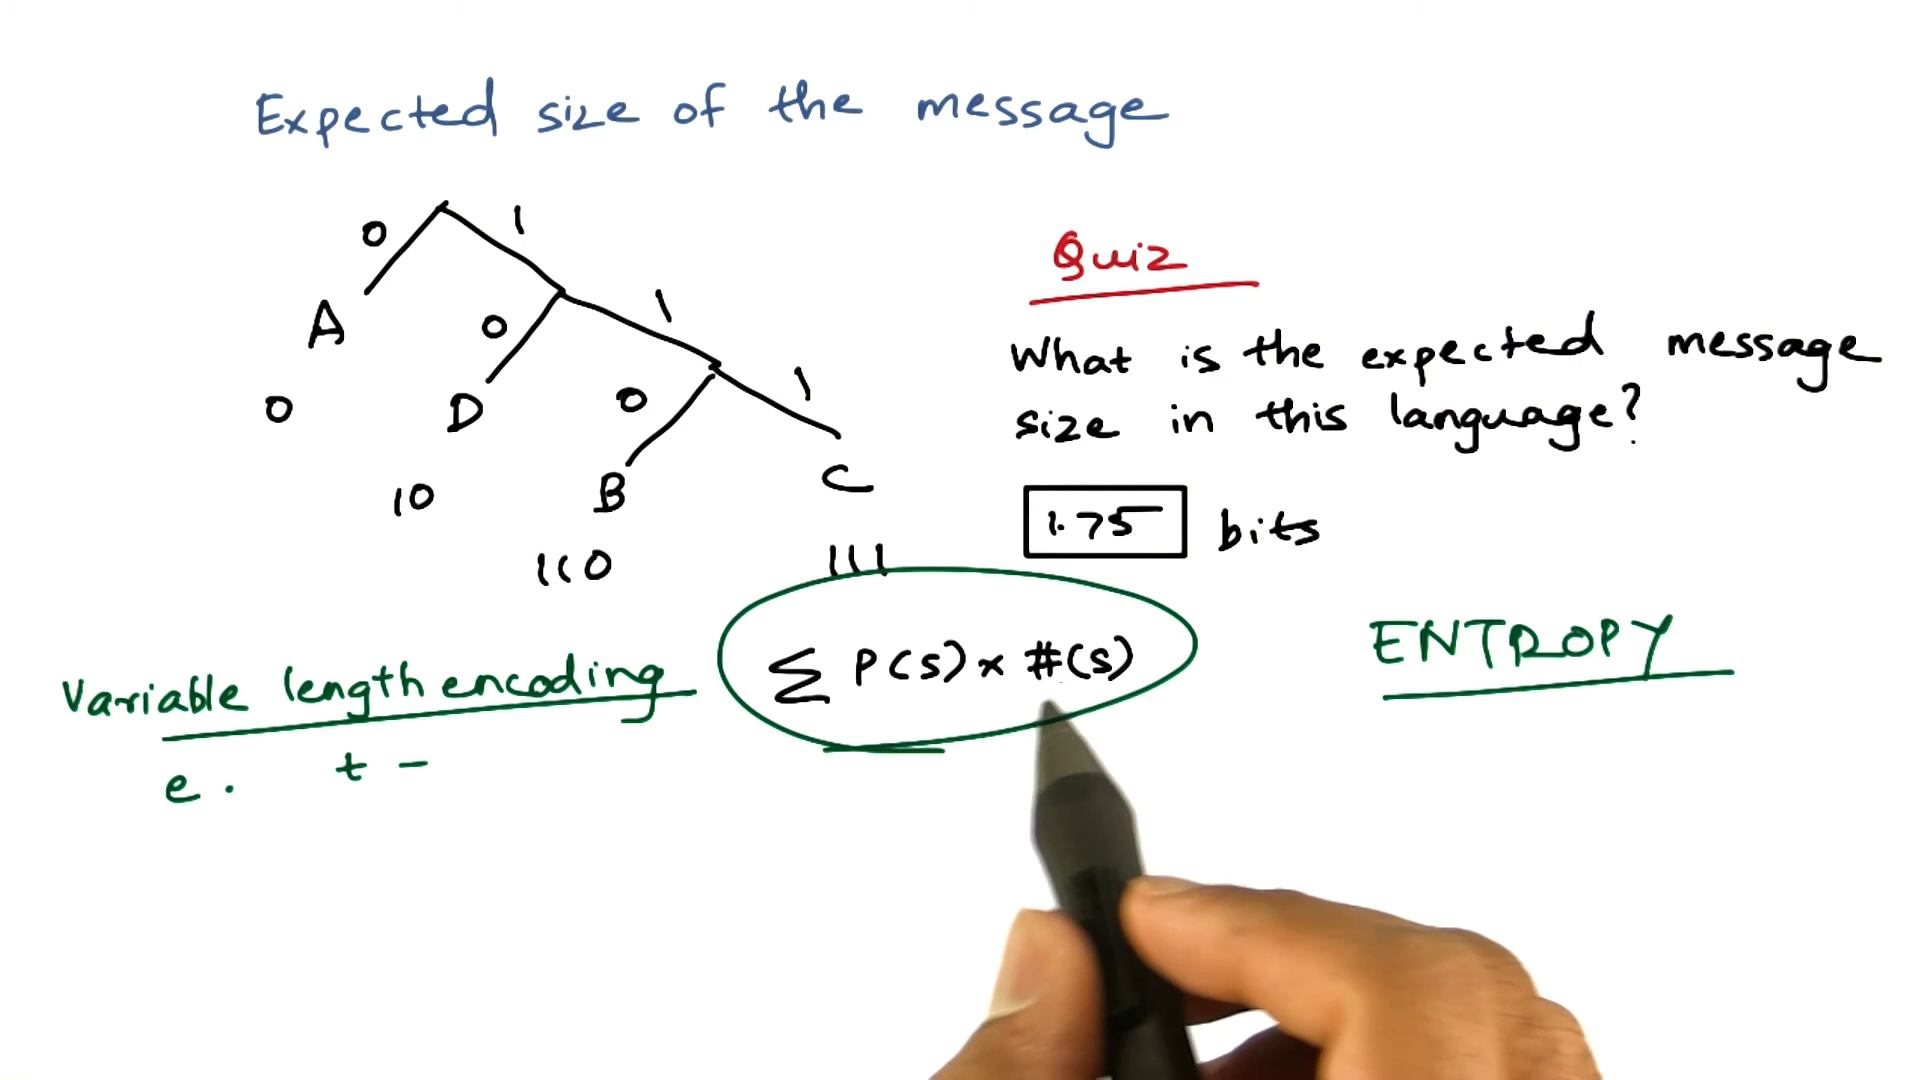 Expected size of the message
0 1
Quiz
0 1
A
What is the expected message
size in this language?
0 1
0 D
10 B C
1.75 bits
110 111
ENTROPY
Variable length encoding
Σ P(s) x #(s)
e . t -